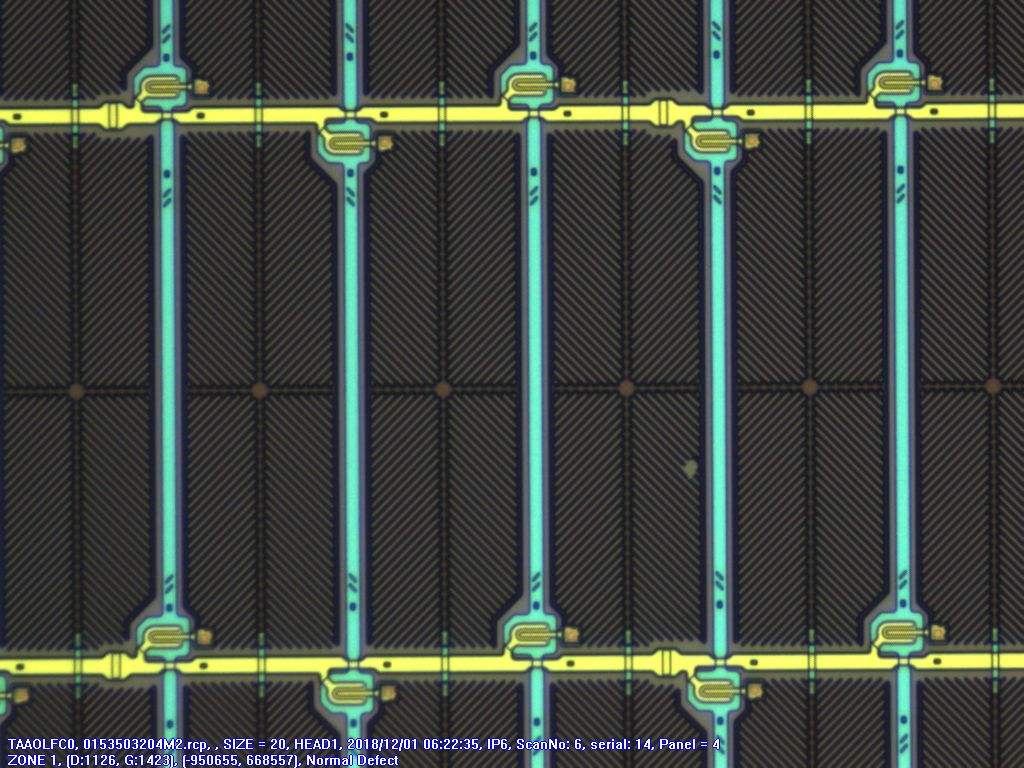 TAAOLFC0, 0153503204M2.rcp, , SIZE = 20, HEAD1, 2018/12/01 06:22:35, IP6, ScanNo: 6, serial: 14, Panel = 4
ZONE 1, (D:1126, G:1423), (-950655, 668557), Normal Defect